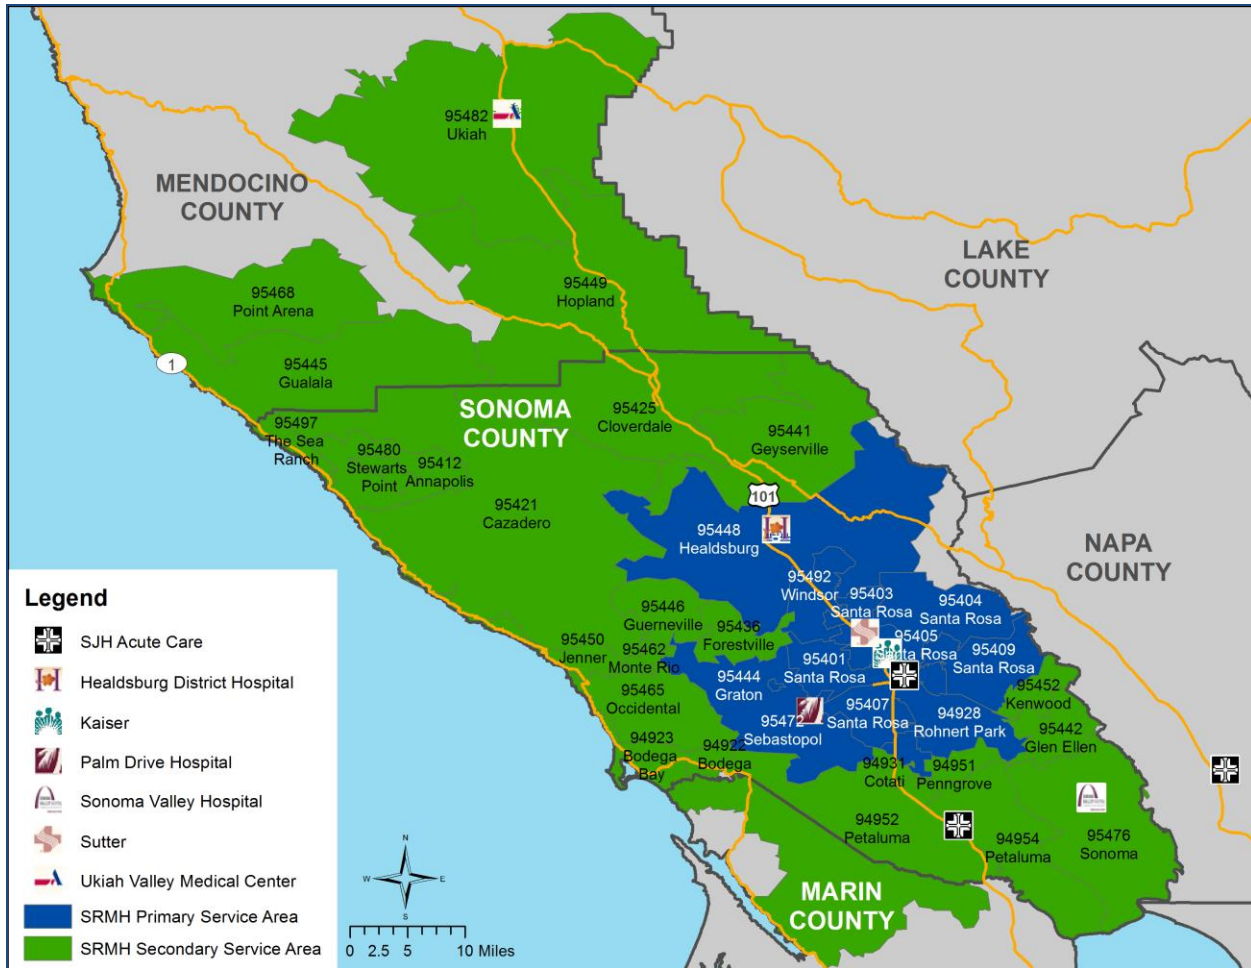 95482
Ukiah
MENDOCINO
COUNTY
LAKE
COUNTY
95468
Point Arena
95449
Hopland
1
95445
Gualala
SONOMA
COUNTY
95425
Cloverdale
95441
Geyserville
95497
The Sea
Ranch
95480
Stewarts
Point
95412
Annapolis
95421
Cazadero
101
95448
Healdsburg
NAPA
COUNTY
95492
Windsor
95403
Santa Rosa
95404
Santa Rosa
95446
Guerneville
95436
Forestville
95405
Santa Rosa
95409
Santa Rosa
95450
Jenner
95462
Monte Rio
95401
Santa Rosa
95444
Graton
95465
Occidental
95452
Kenwood
95472
Sebastopol
95407
Santa Rosa
94928
Rohnert Park
95442
Glen Ellen
94923
Bodega
Bay
94922
Bodega
94931
Cotati
94951
Penngrove
94952
Petaluma
94954
Petaluma
95476
Sonoma
MARIN
COUNTY
Legend
SJH Acute Care
Healdsburg District Hospital
Kaiser
Palm Drive Hospital
Sonoma Valley Hospital
Sutter
Ukiah Valley Medical Center
SRMH Primary Service Area
SRMH Secondary Service Area
N
W
E
S
0 2.5 5 10 Miles